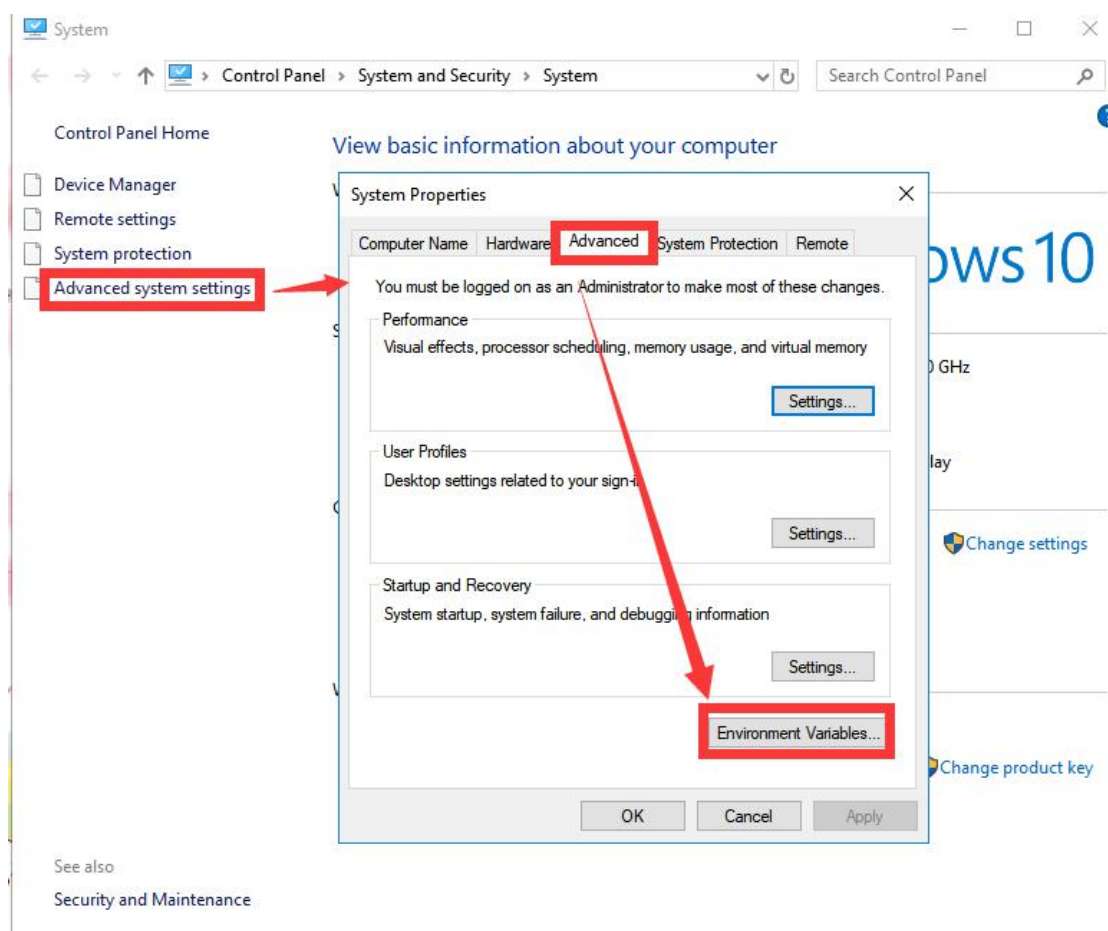 System
Control Panel > System and Security > System
Search Control Panel
Control Panel Home
Device Manager
Remote settings
System protection
Advanced system settings
See also
Security and Maintenance
View basic information about your computer
System Properties
Computer Name Hardware Advanced System Protection Remote
You must be logged on as an Administrator to make most of these changes.
Performance
Visual effects, processor scheduling, memory usage, and virtual memory
Settings...
User Profiles
Desktop settings related to your sign-in
Settings...
Startup and Recovery
System startup, system failure, and debugging information
Settings...
Environment Variables...
OK Cancel Apply
ows 10
0 GHz
lay
Change settings
Change product key